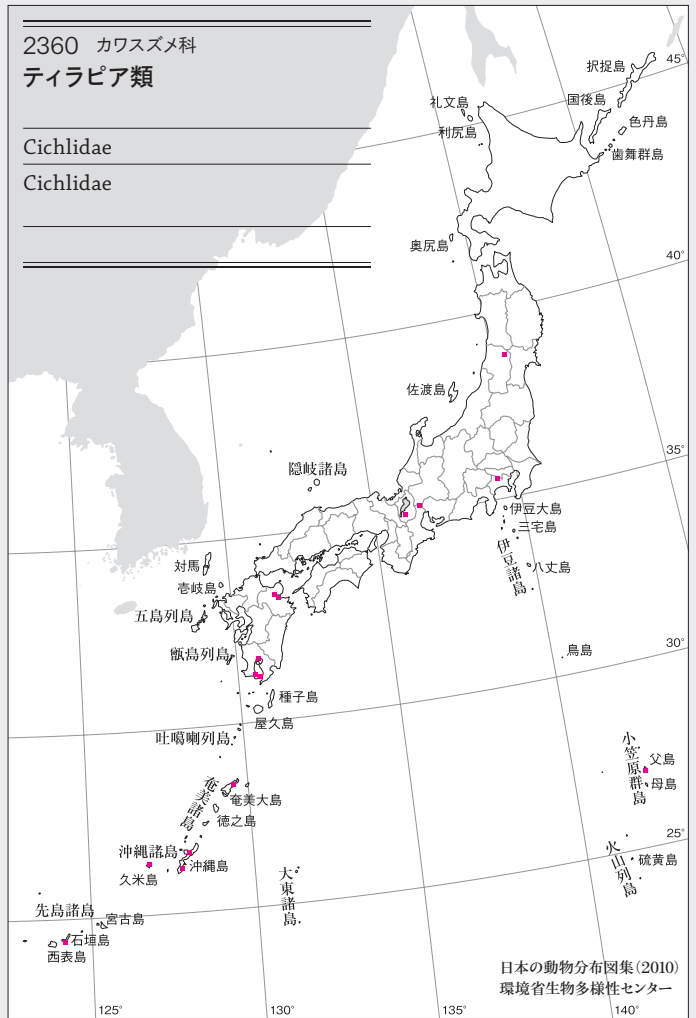 2360 カワスズメ科
ティラピア類
Cichlidae
Cichlidae
45°
択捉島
国後島
礼文島
色丹島
利尻島
歯舞群島
奥尻島
40°
佐渡島
35°
隠岐諸島
伊豆大島
三宅島
伊豆諸島
八丈島
対馬
壱岐島
五島列島
甑島列島
鳥島
30°
種子島
屋久島
吐噶喇列島
小笠原群島
父島
母島
奄美諸島
奄美大島
徳之島
25°
沖縄諸島
沖縄島
久米島
火山列島
硫黄島
大東諸島
先島諸島
宮古島
石垣島
西表島
日本の動物分布図集(2010)
環境省生物多様性センター
125°
130°
135°
140°